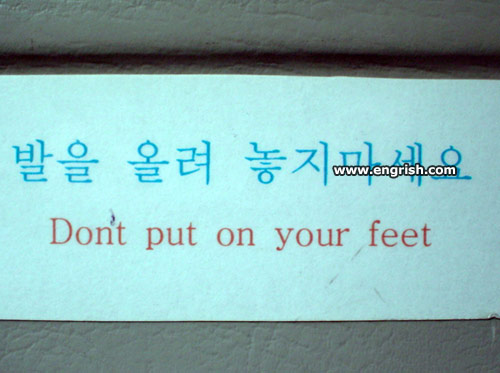 발을 올려 놓지마세요
www.engrish.com
Don't put on your feet